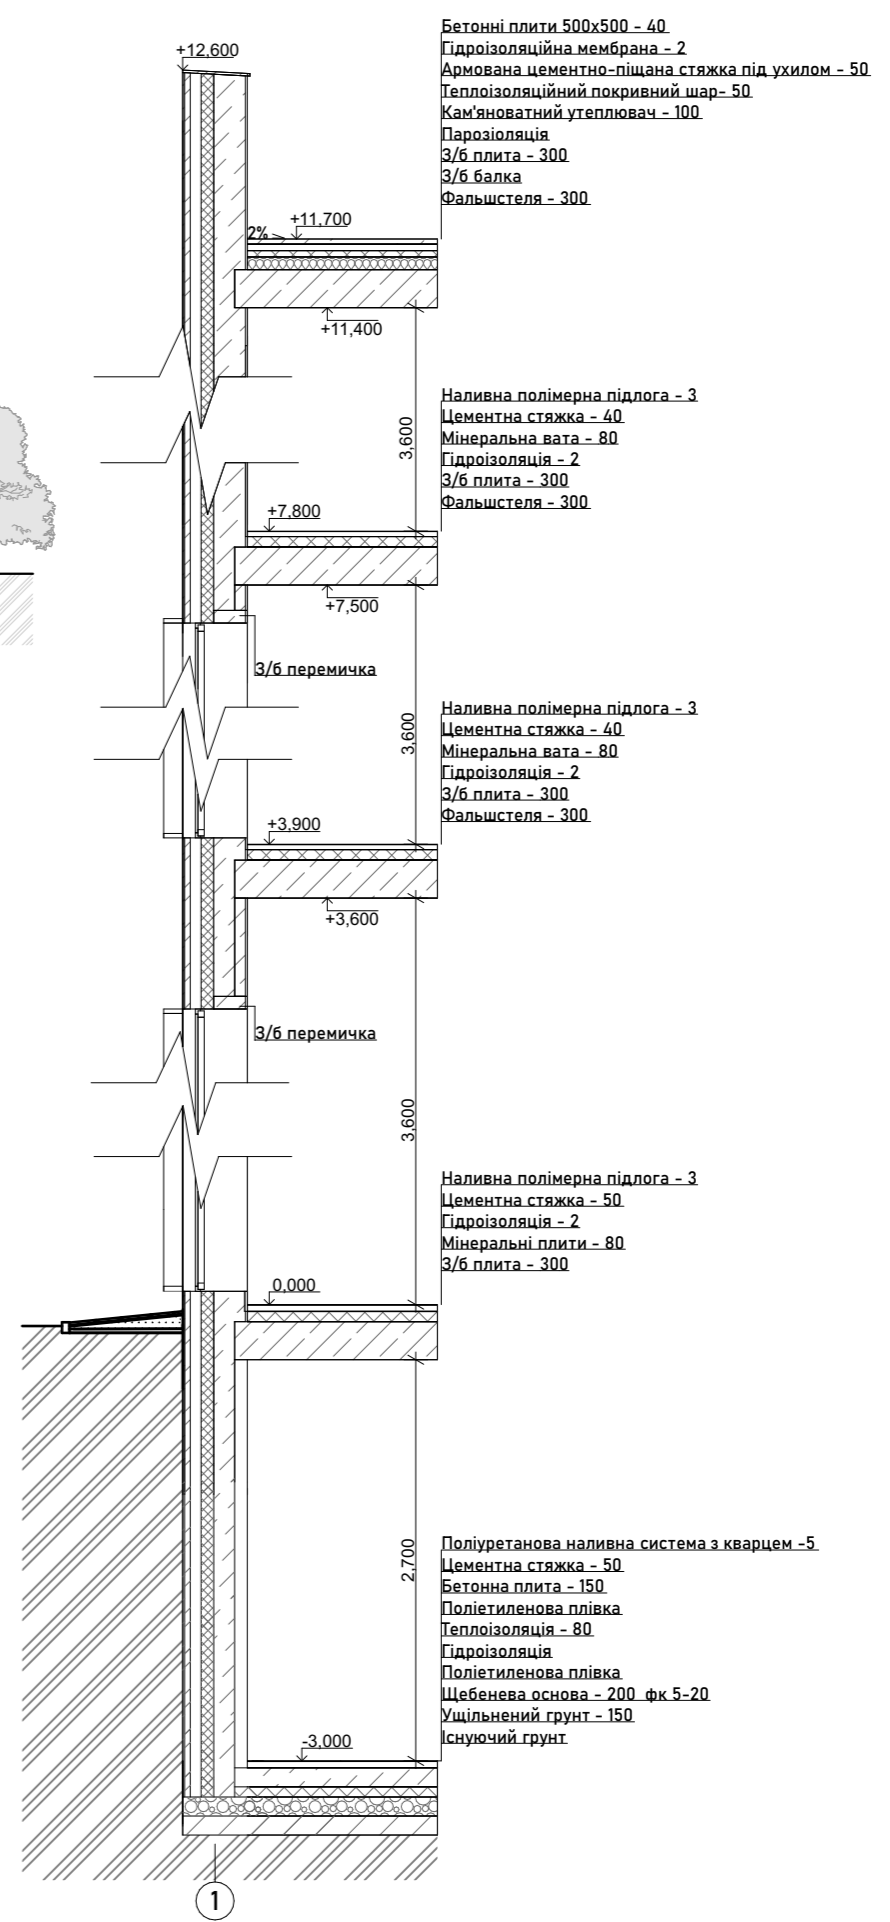 Бетонні плити 500х500 - 40
Гідроізоляційна мембрана - 2
Армована цементно-піщана стяжка під ухилом - 50
Теплоізоляційний покривний шар- 50
Кам'яноватний утеплювач - 100
Парозіоляція
З/б плита - 300
З/б балка
Фальшстеля - 300
+12,600
+11,700
2%
+11,400
3,600
Наливна полімерна підлога - 3
Цементна стяжка - 40
Мінеральна вата - 80
Гідроізоляція - 2
З/б плита - 300
Фальшстеля - 300
+7,800
+7,500
З/б перемичка
3,600
Наливна полімерна підлога - 3
Цементна стяжка - 40
Мінеральна вата - 80
Гідроізоляція - 2
З/б плита - 300
Фальшстеля - 300
+3,900
+3,600
З/б перемичка
3,600
Наливна полімерна підлога - 3
Цементна стяжка - 50
Гідроізоляція - 2
Мінеральні плити - 80
З/б плита - 300
0,000
2,700
Поліуретанова наливна система з кварцем -5
Цементна стяжка - 50
Бетонна плита - 150
Поліетиленова плівка
Теплоізоляція - 80
Гідроізоляція
Поліетиленова плівка
Щебенева основа - 200 фк 5-20
Ущільнений грунт - 150
Існуючий грунт
-3,000
1